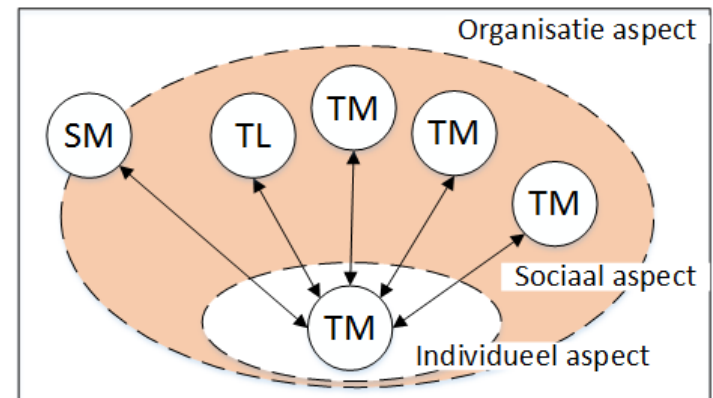 Organisatie aspect
SM
TL
TM
TM
TM
Sociaal aspect
TM
Individueel aspect